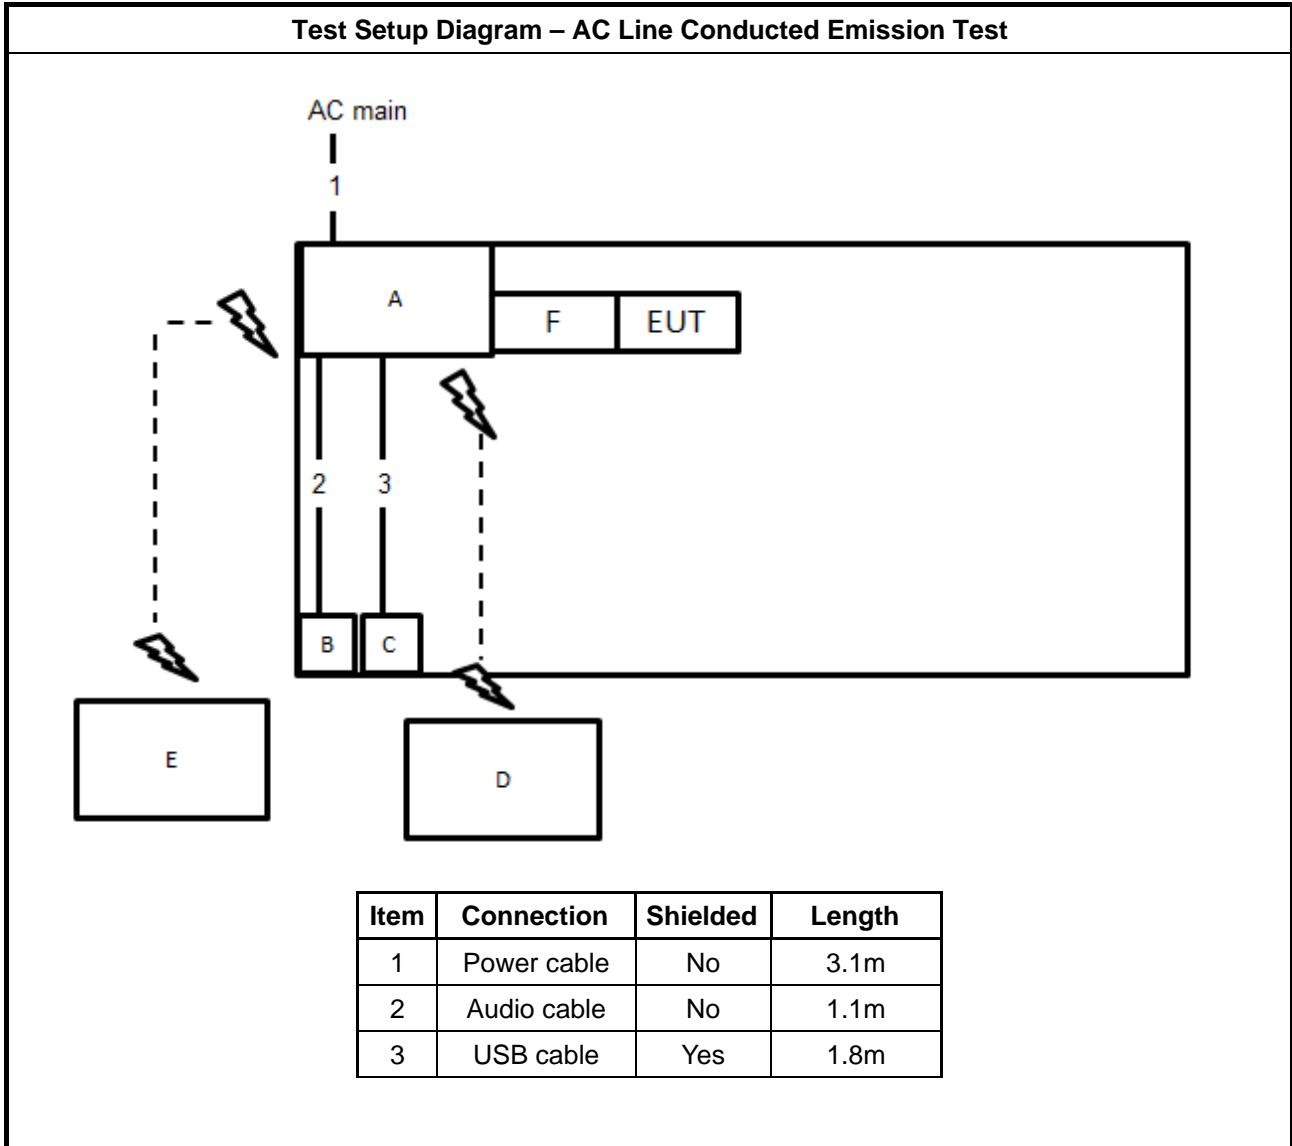 Test Setup Diagram – AC Line Conducted Emission Test
AC main
1
A
F EUT
2 3
B C
E
D
Item Connection Shielded Length
1 Power cable No 3.1m
2 Audio cable No 1.1m
3 USB cable Yes 1.8m